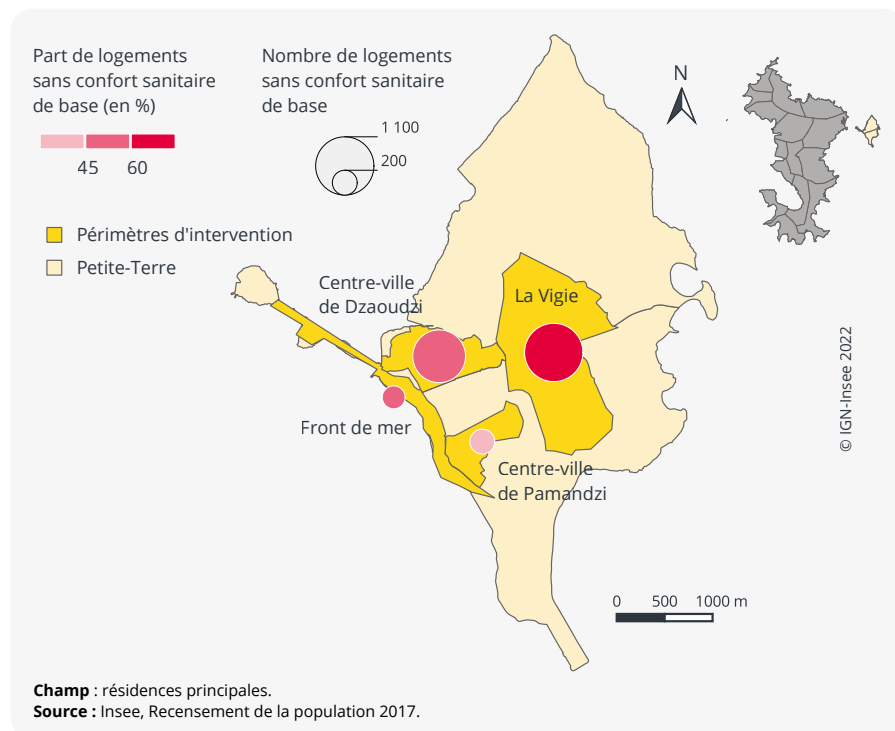 Part de logements
sans confort sanitaire
de base (en %)
45 60
Nombre de logements
sans confort sanitaire
de base
1 100
200
N
Périmètres d'intervention
Petite-Terre
Centre-ville
de Dzaoudzi
La Vigie
Front de mer
Centre-ville
de Pamandzi
© IGN-Insee 2022
0 500 1000 m
Champ : résidences principales.
Source : Insee, Recensement de la population 2017.